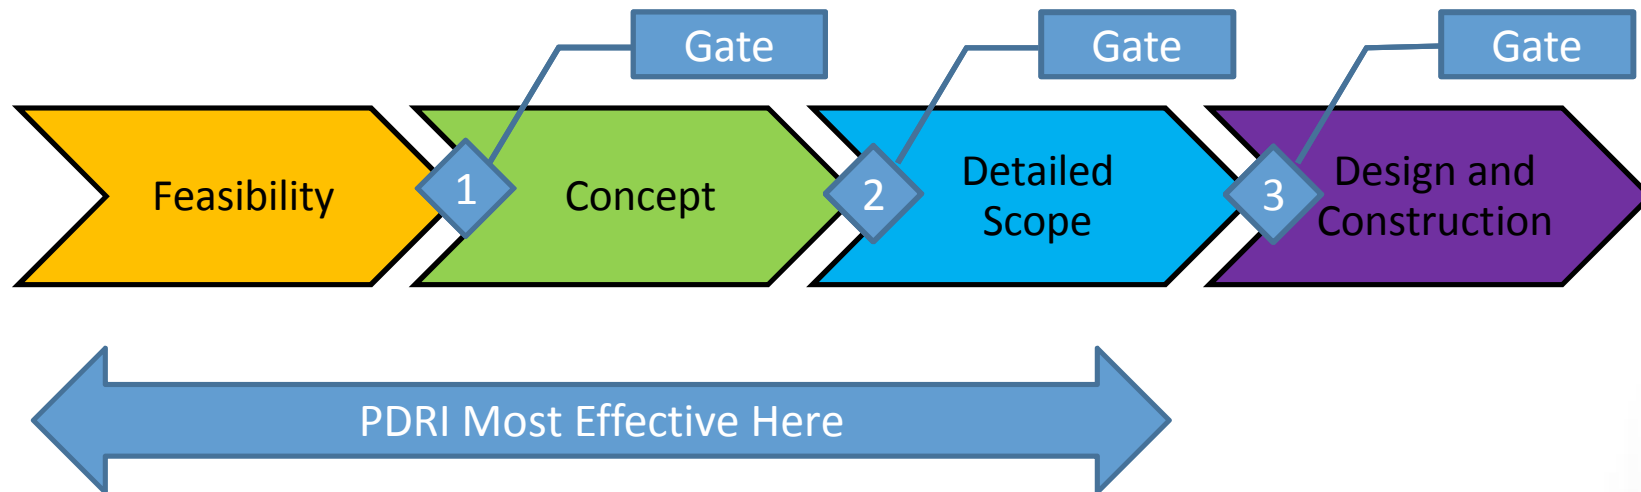 Gate
Gate
Gate
Feasibility
1
Concept
2
Detailed
Scope
3
Design and
Construction
PDRI Most Effective Here